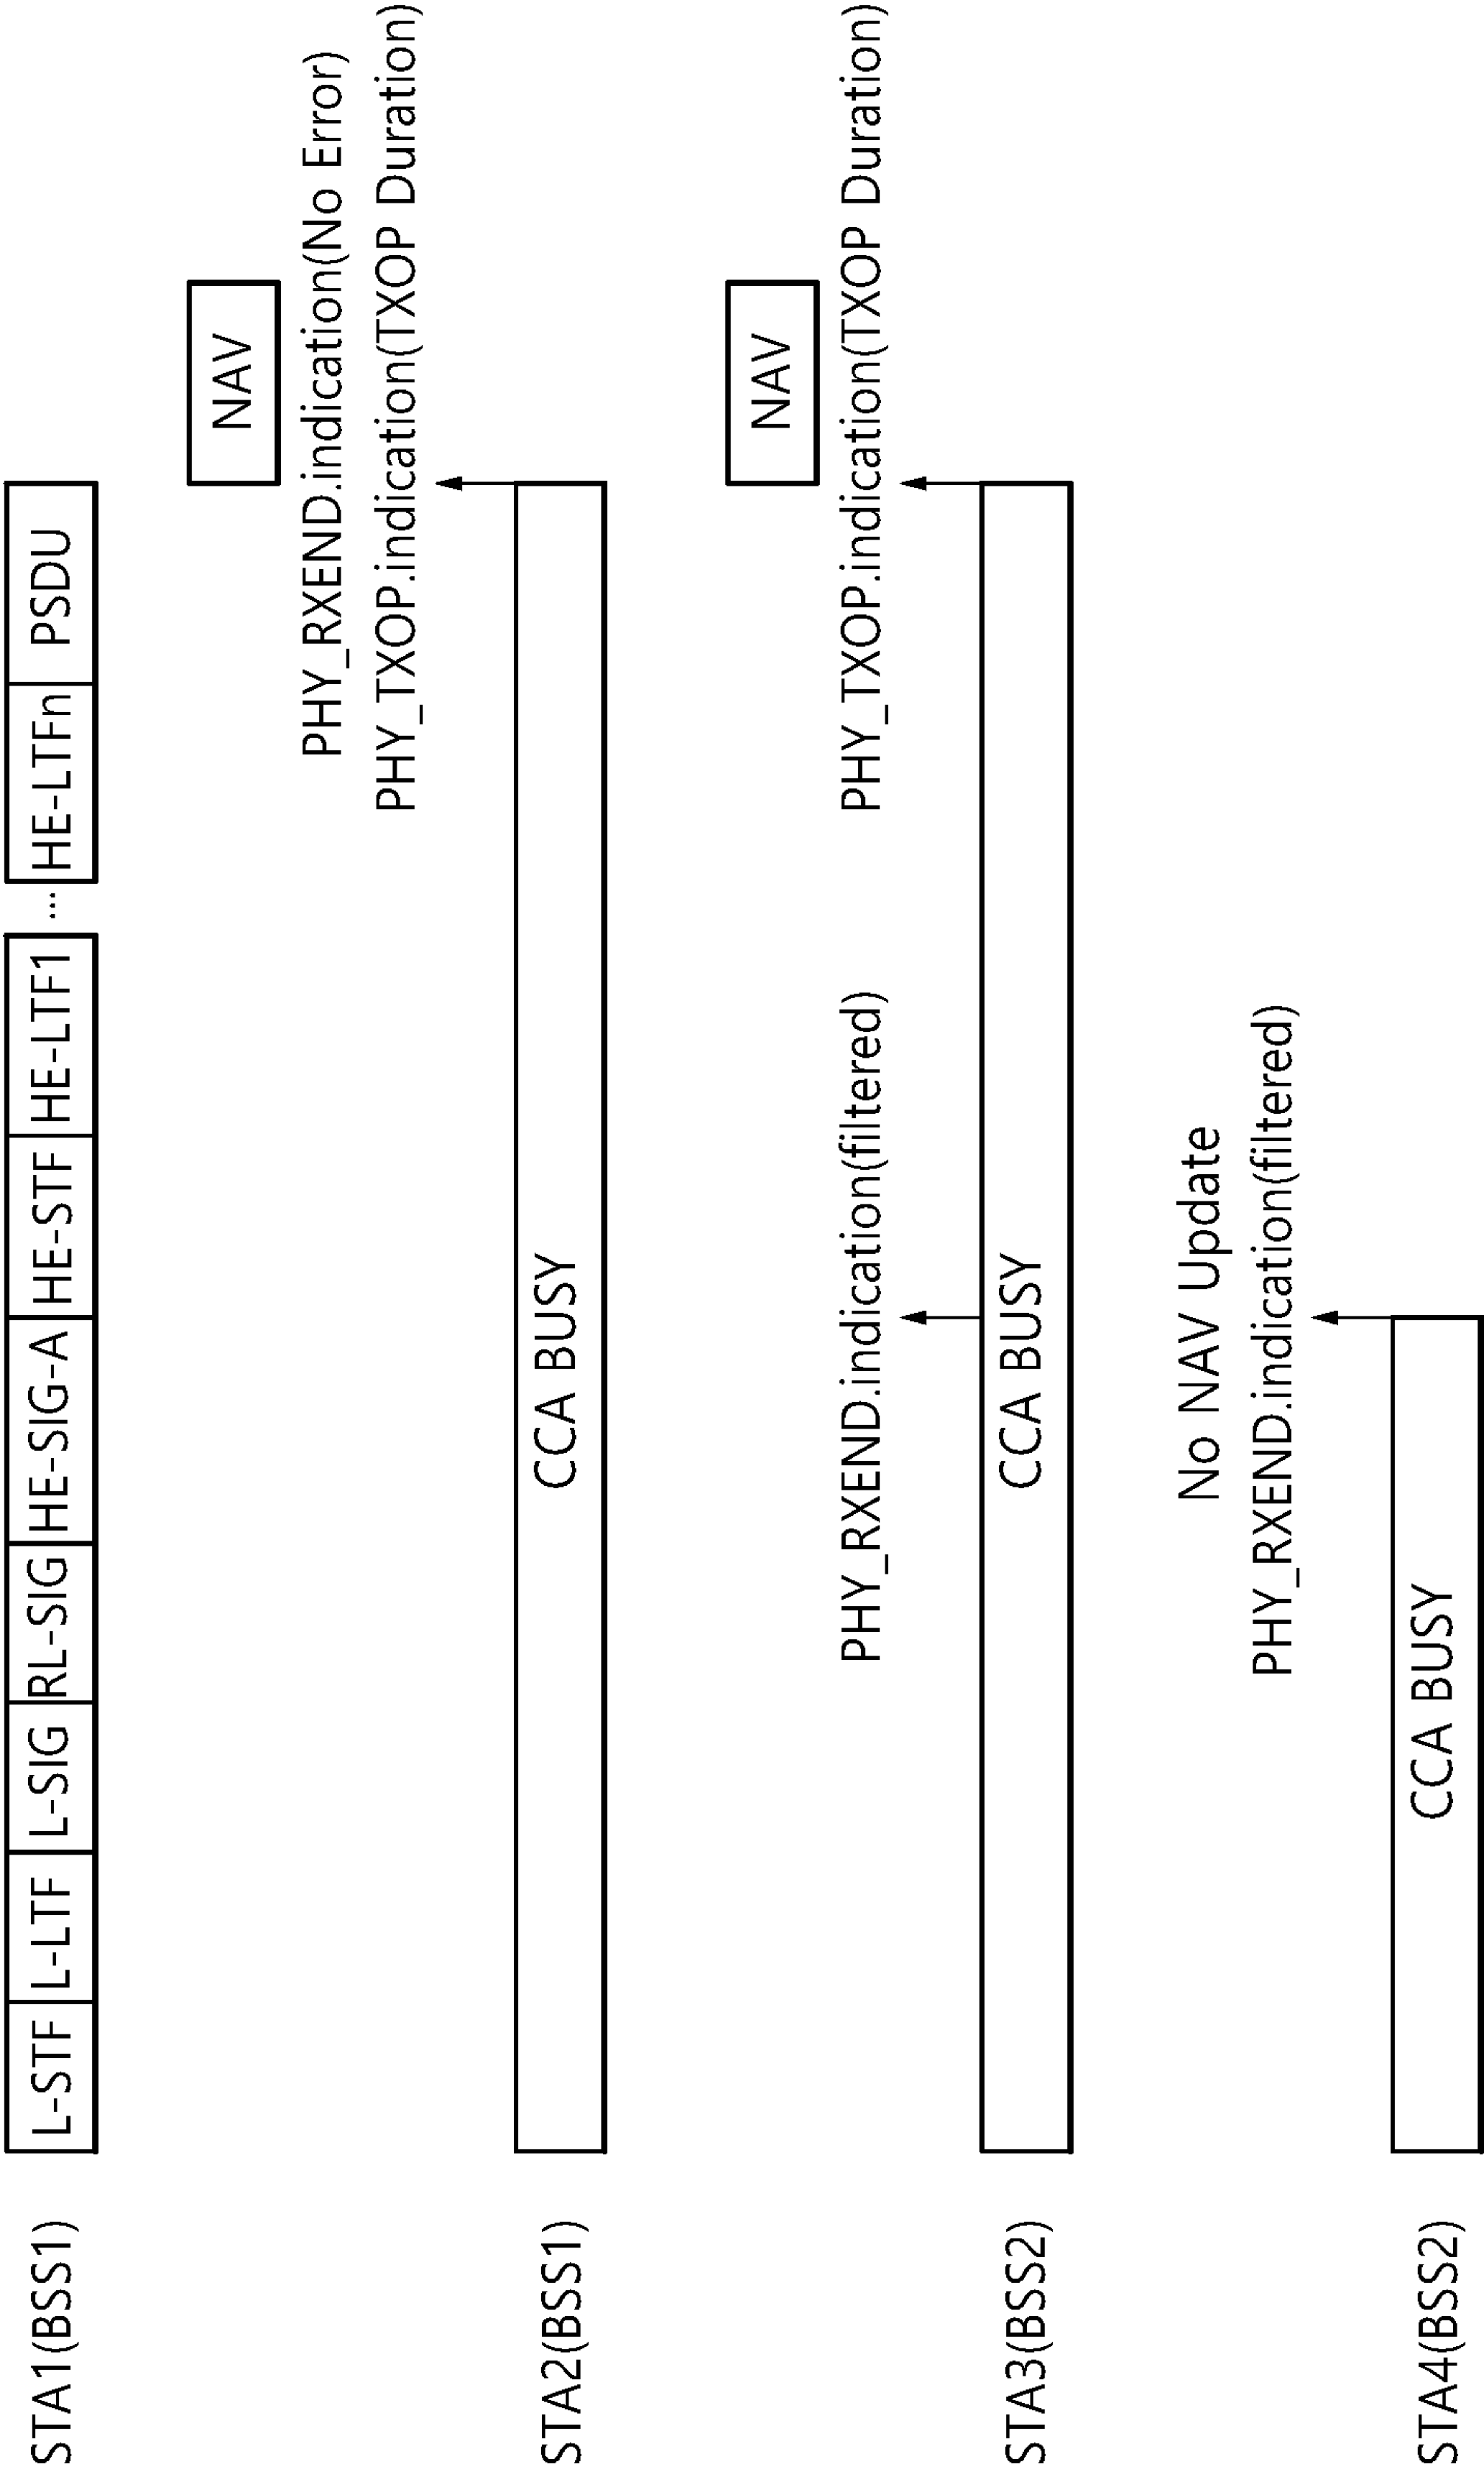 STA1(BSS1)
L-STF
L-LTF
L-SIG
RL-SIG
HE-SIG-A
HE-STF
HE-LTF1
...
HE-LTFn
PSDU
NAV
PHY_RXEND.indication(No Error)
PHY_TXOP.indication(TXOP Duration)
STA2(BSS1)
CCA BUSY
NAV
PHY_RXEND.indication(filtered)
PHY_TXOP.indication(TXOP Duration)
STA3(BSS2)
CCA BUSY
No NAV Update
PHY_RXEND.indication(filtered)
STA4(BSS2)
CCA BUSY